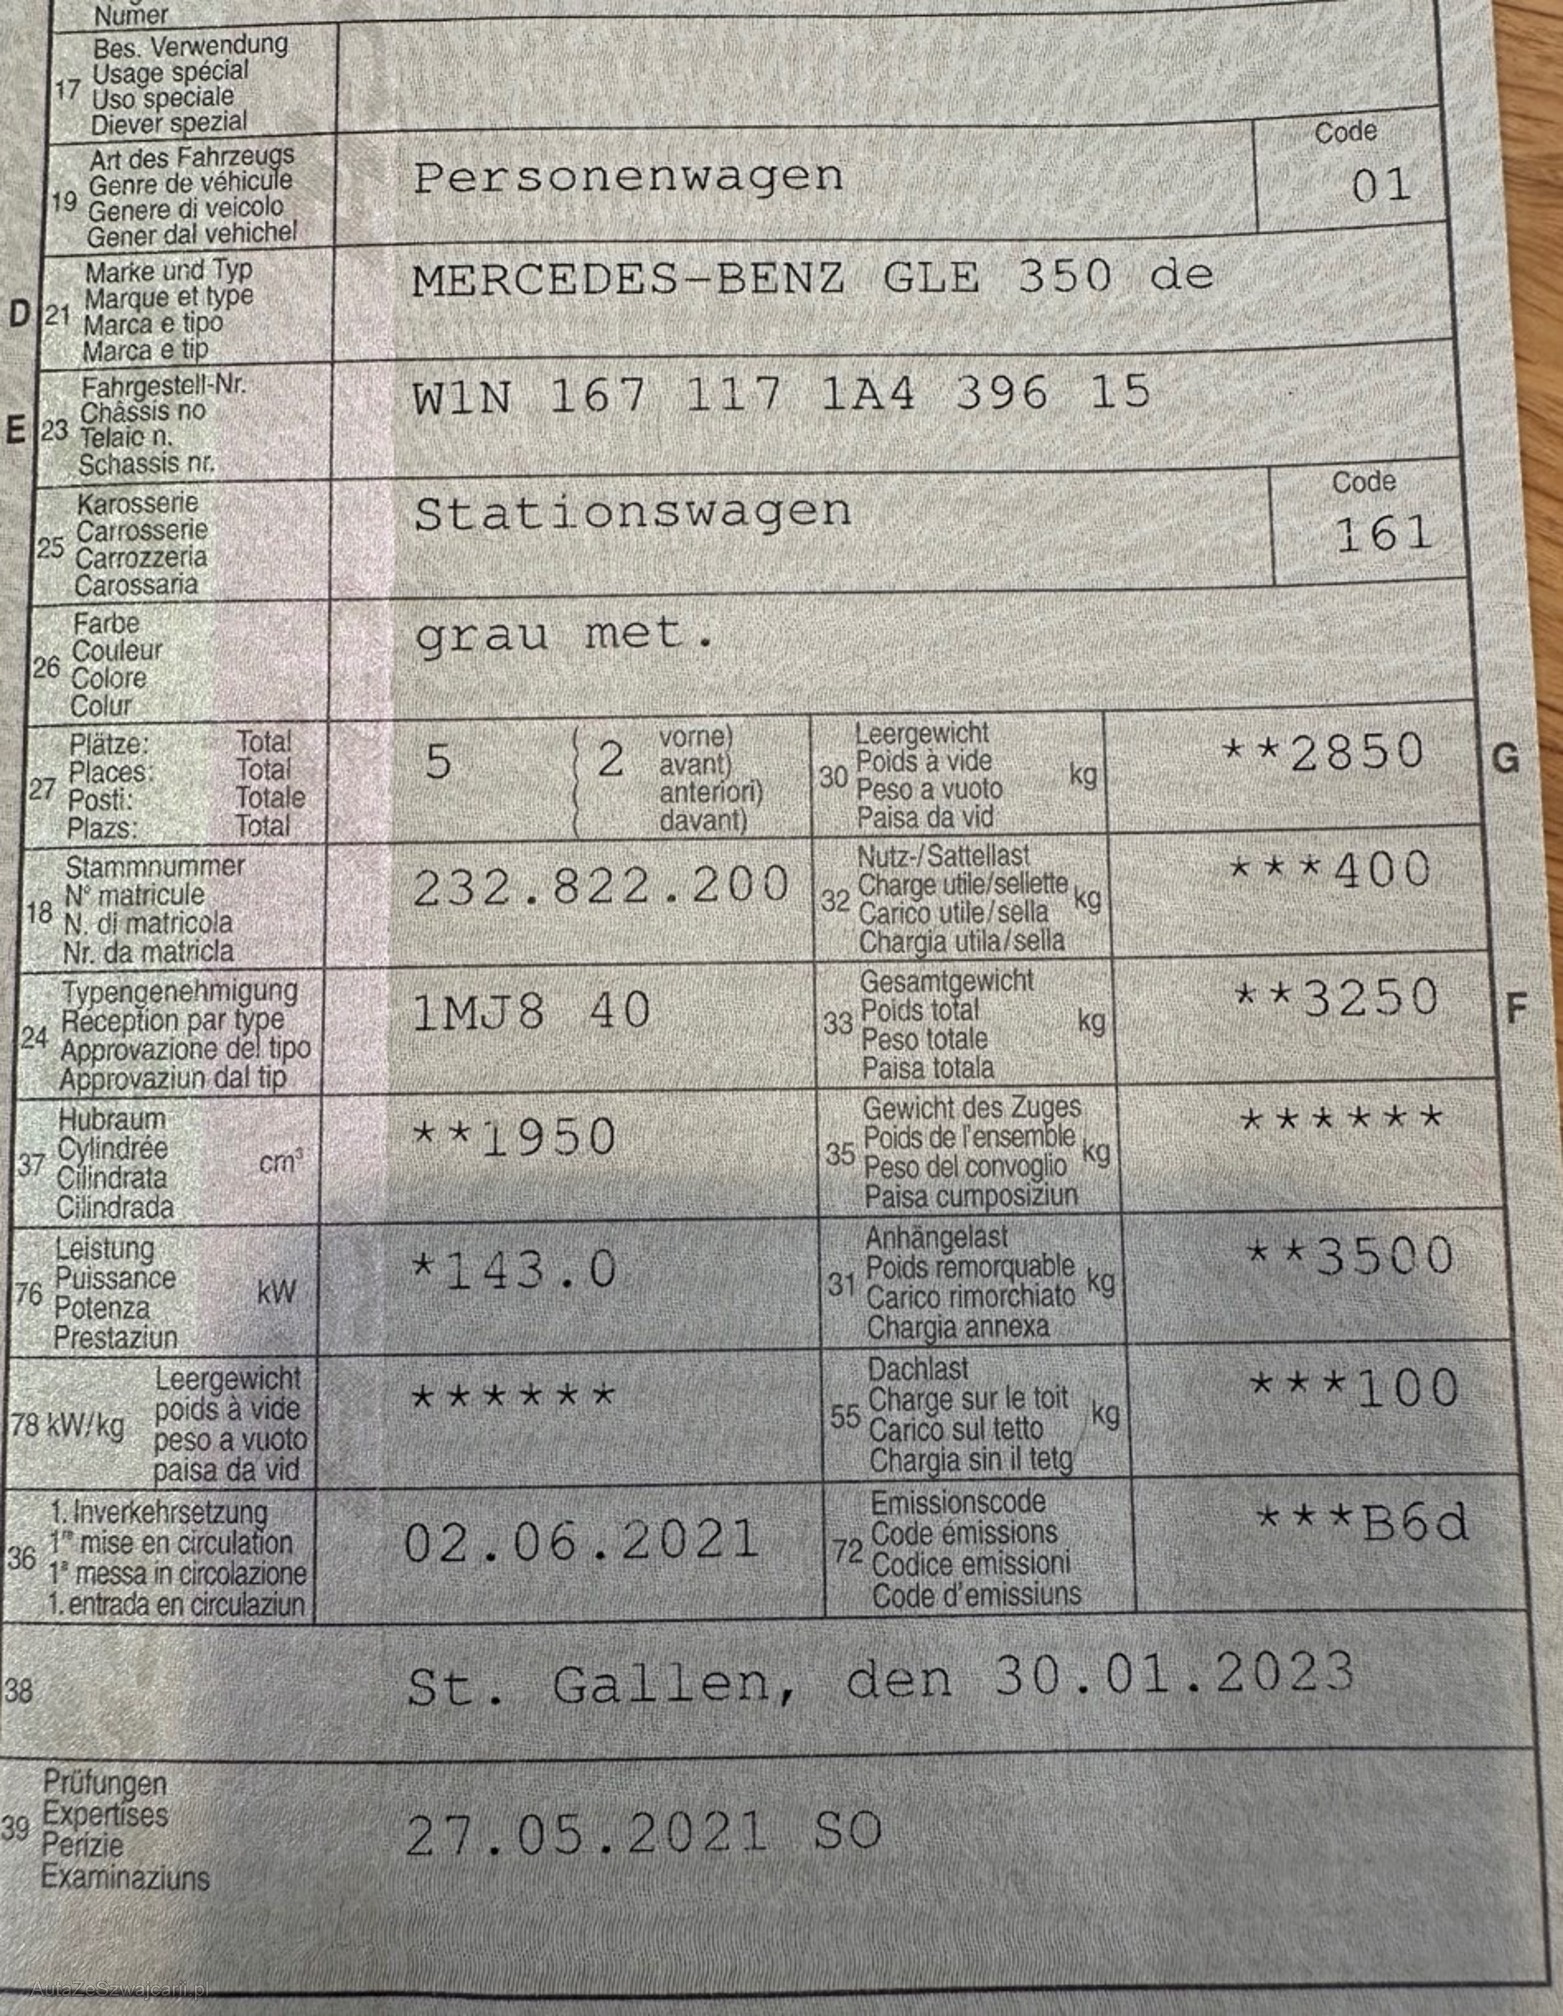 Numer
17
Bes. Verwendung
Usage spécial
Uso speciale
Diever spezial
19
Art des Fahrzeugs
Genre de véhicule
Genere di veicolo
Gener dal vehichel
Personenwagen
Code
01
D
21
Marke und Typ
Marque et type
Marca e tipo
Marca e tip
MERCEDES-BENZ GLE 350 de
E
23
Fahrgestell-Nr.
Châssis no
Telaio n.
Schassis nr.
W1N 167 117 1A4 396 15
25
Karosserie
Carrosserie
Carrozzeria
Carossaria
Stationswagen
Code
161
26
Farbe
Couleur
Colore
Colur
grau met.
27
Plätze: Total
Places: Total
Posti: Totale
Plazs: Total
5
2
vorne)
avant)
anteriori)
davant)
30
Leergewicht
Poids à vide
Peso a vuoto
Paisa da vid
kg
**2850
G
18
Stammnummer
N° matricule
N. di matricola
Nr. da matricla
232.822.200
32
Nutz-/Sattellast
Charge utile/sellette
Carico utile/sella
Chargia utila/sella
kg
***400
24
Typengenehmigung
Réception par type
Approvazione del tipo
Approvaziun dal tip
1MJ8 40
33
Gesamtgewicht
Poids total
Peso totale
Paisa totala
kg
**3250
F
37
Hubraum
Cylindrée
Cilindrata
Cilindrada
cm³
**1950
35
Gewicht des Zuges
Poids de l'ensemble
Peso del convoglio
Paisa cumposiziun
kg
******
76
Leistung
Puissance
Potenza
Prestaziun
kW
*143.0
31
Anhängelast
Poids remorquable
Carico rimorchiato
Chargia annexa
kg
**3500
78 kW/kg
Leergewicht
poids à vide
peso a vuoto
paisa da vid
******
55
Dachlast
Charge sur le toit
Carico sul tetto
Chargia sin il tetg
kg
***100
36
1. Inverkehrsetzung
1re mise en circulation
1a messa in circolazione
1. entrada en circulaziun
02.06.2021
72
Emissionscode
Code émissions
Codice emissioni
Code d'emissiuns
***B6d
38
St. Gallen, den 30.01.2023
39
Prüfungen
Expertises
Perizie
Examinaziuns
27.05.2021 SO
AutaZeSzwajcarii.pl